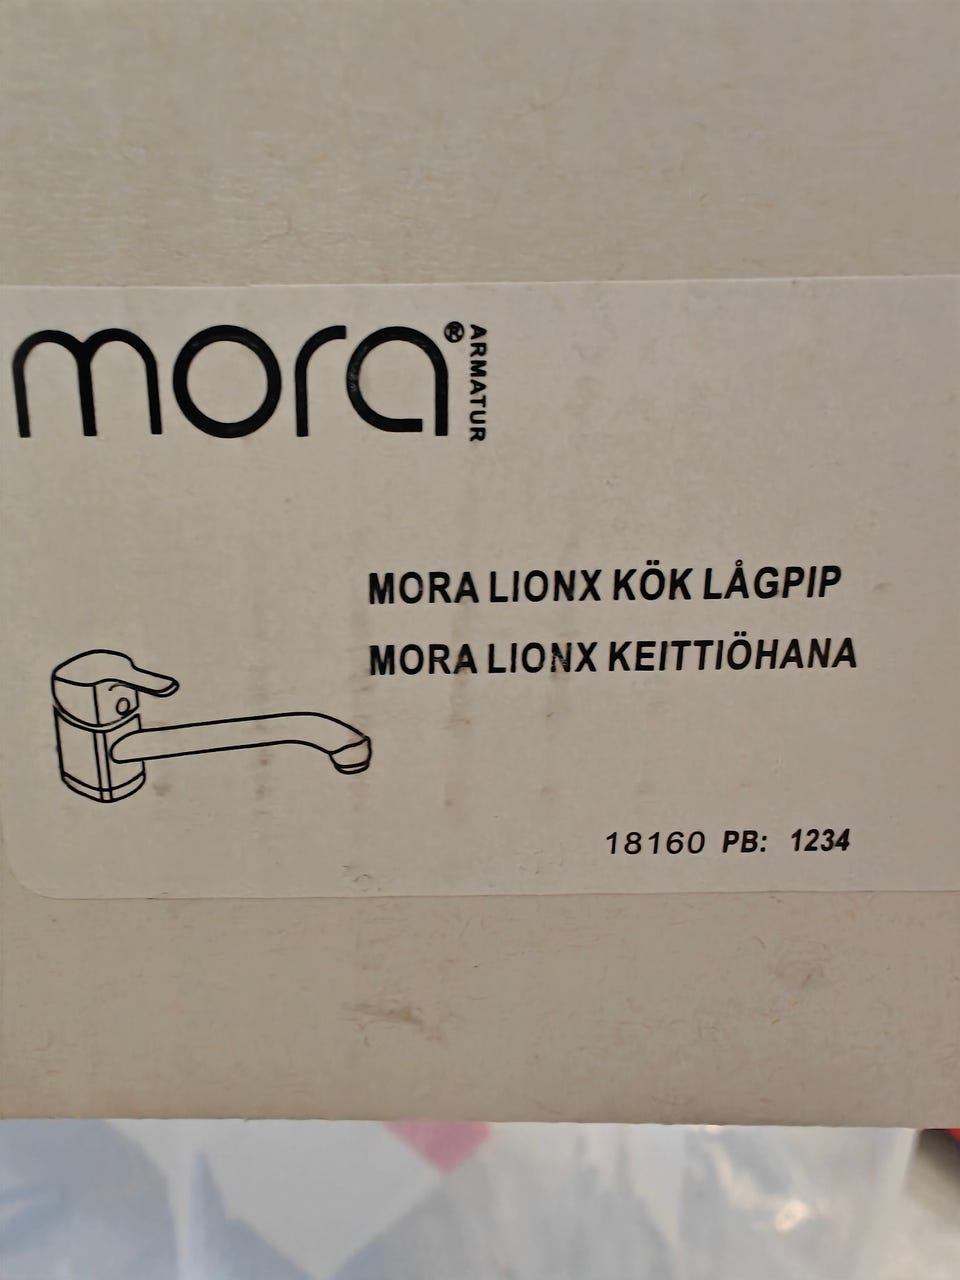 mora® ARMATUR
MORA LIONX KÖK LÅGPIP
MORA LIONX KEITTIÖHANA
18160 PB: 1234